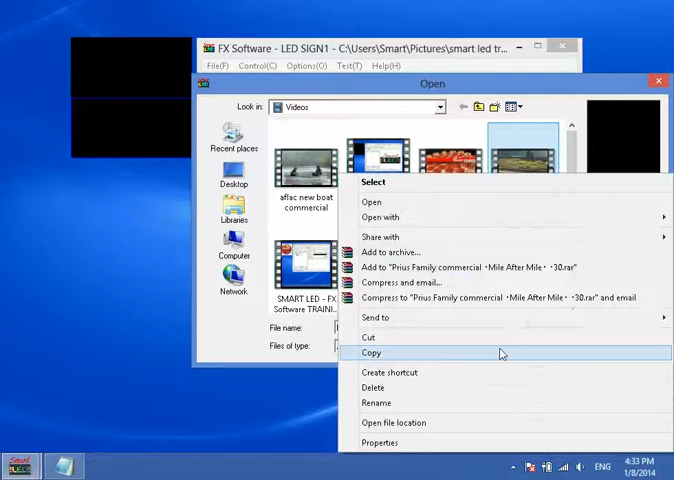 FX Software - LED SIGN1 - C:\Users\Smart\Pictures\smart led tr...
File(F) Control(C) Options(O) Test(T) Help(H)
Open
Look in: Videos
Recent places
Desktop
Libraries
Computer
Network
aflac new boat
commercial
SMART LED - FX
Software TRAINI...
File name:
Files of type:
Select
Open
Open with
Share with
Add to archive...
Add to "Prius Family commercial ・Mile After Mile・ ・30.rar"
Compress and email...
Compress to "Prius Family commercial ・Mile After Mile・ ・30.rar" and email
Send to
Cut
Copy
Create shortcut
Delete
Rename
Open file location
Properties
Smart
ENG
4:33 PM
1/8/2014